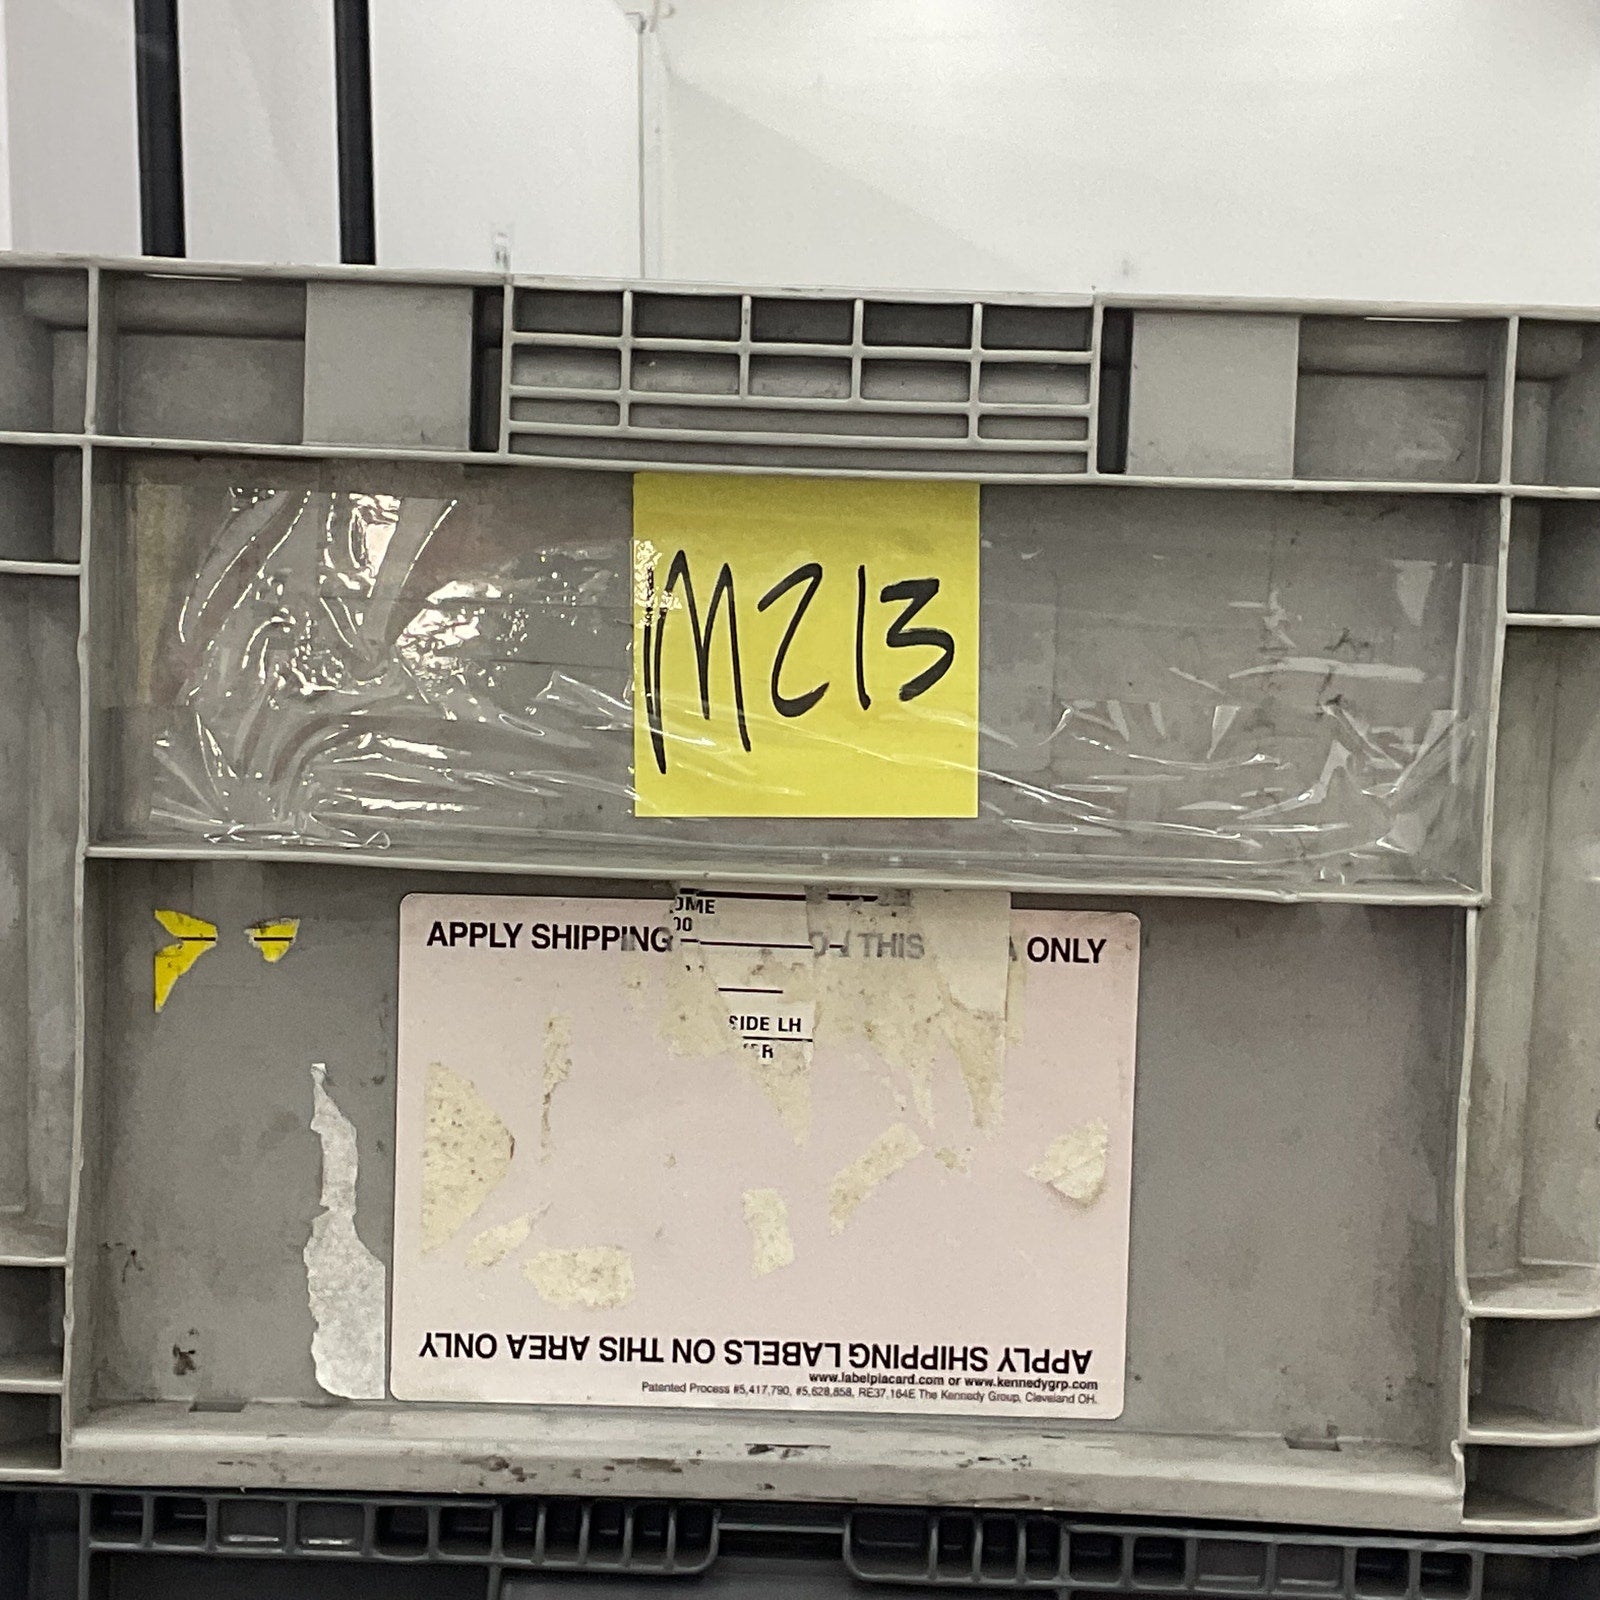 M213
APPLY SHIPPING THIS ONLY
SIDE LH
APPLY SHIPPING LABELS ON THIS AREA ONLY
www.labelplacard.com or www.kennedygrp.com
Patented Process #5,417,790, #5,628,858, RE37,164E The Kennedy Group, Cleveland OH.